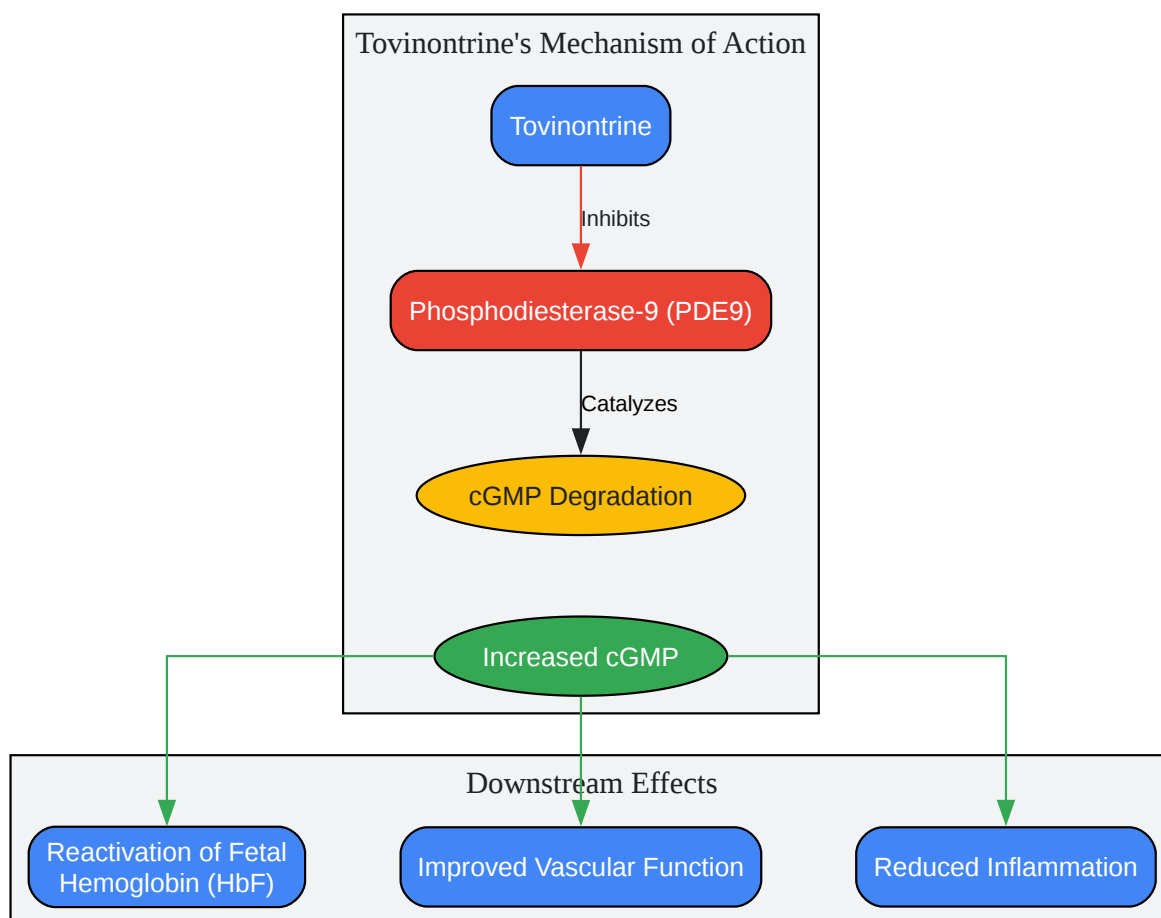 Tovinontrine's Mechanism of Action
Tovinontrine
Inhibits
Phosphodiesterase-9 (PDE9)
Catalyzes
cGMP Degradation
Increased cGMP
Downstream Effects
Reactivation of Fetal
Hemoglobin (HbF)
Improved Vascular Function
Reduced Inflammation